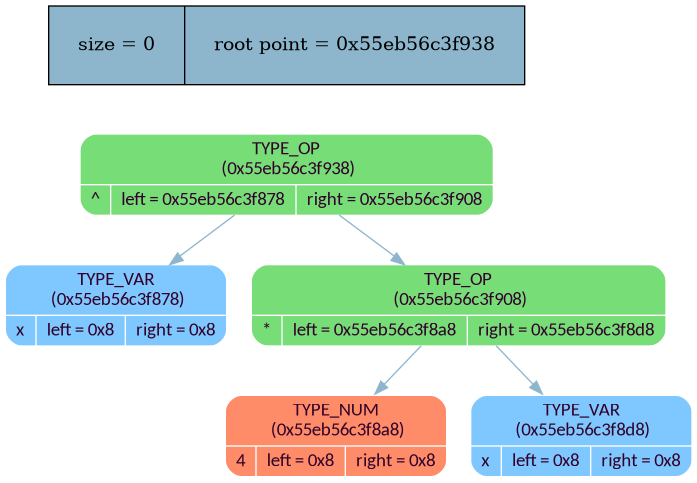 size = 0 root point = 0x55eb56c3f938
TYPE_OP
(0x55eb56c3f938)
^ left = 0x55eb56c3f878 right = 0x55eb56c3f908
TYPE_VAR
(0x55eb56c3f878)
x left = 0x8 right = 0x8
TYPE_OP
(0x55eb56c3f908)
* left = 0x55eb56c3f8a8 right = 0x55eb56c3f8d8
TYPE_NUM
(0x55eb56c3f8a8)
4 left = 0x8 right = 0x8
TYPE_VAR
(0x55eb56c3f8d8)
x left = 0x8 right = 0x8